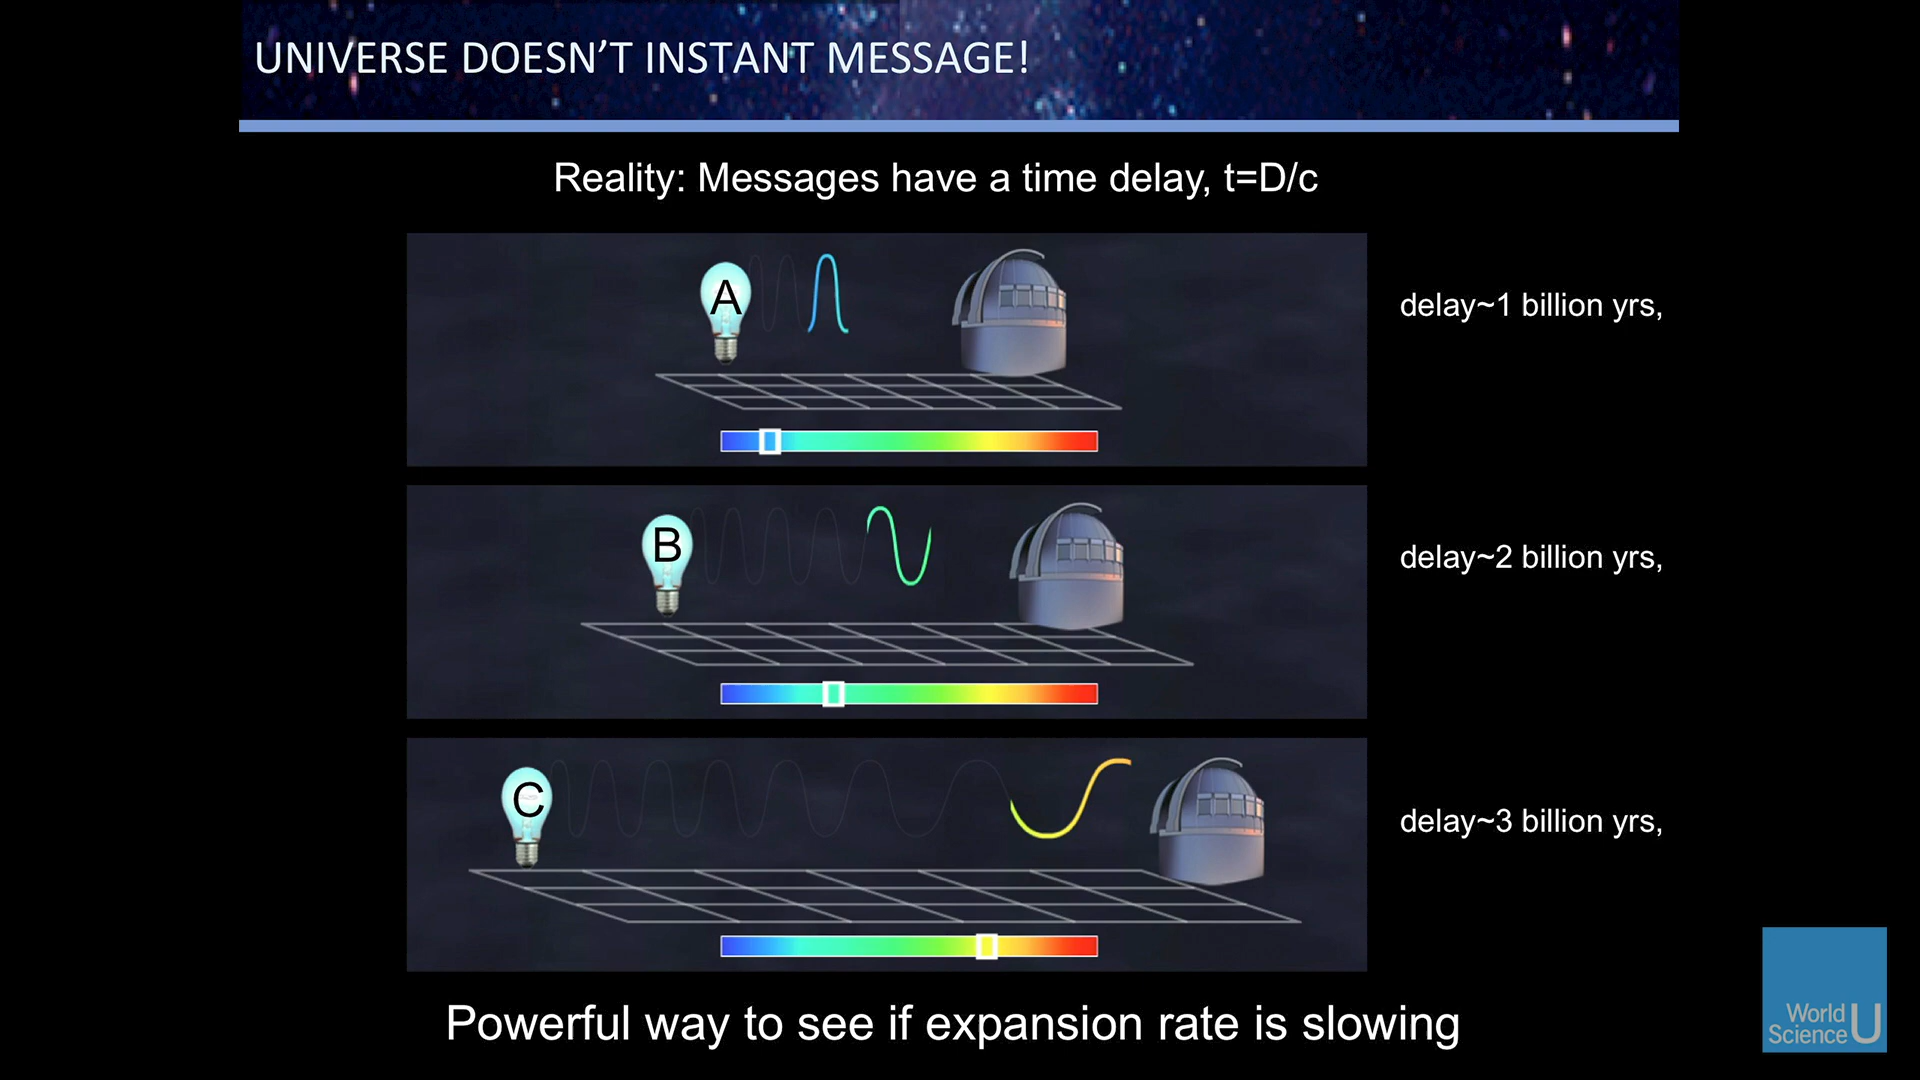 UNIVERSE DOESN’T INSTANT MESSAGE!
Reality: Messages have a time delay, t=D/c
A
delay~1 billion yrs,
B
delay~2 billion yrs,
C
delay~3 billion yrs,
Powerful way to see if expansion rate is slowing
World
Science U